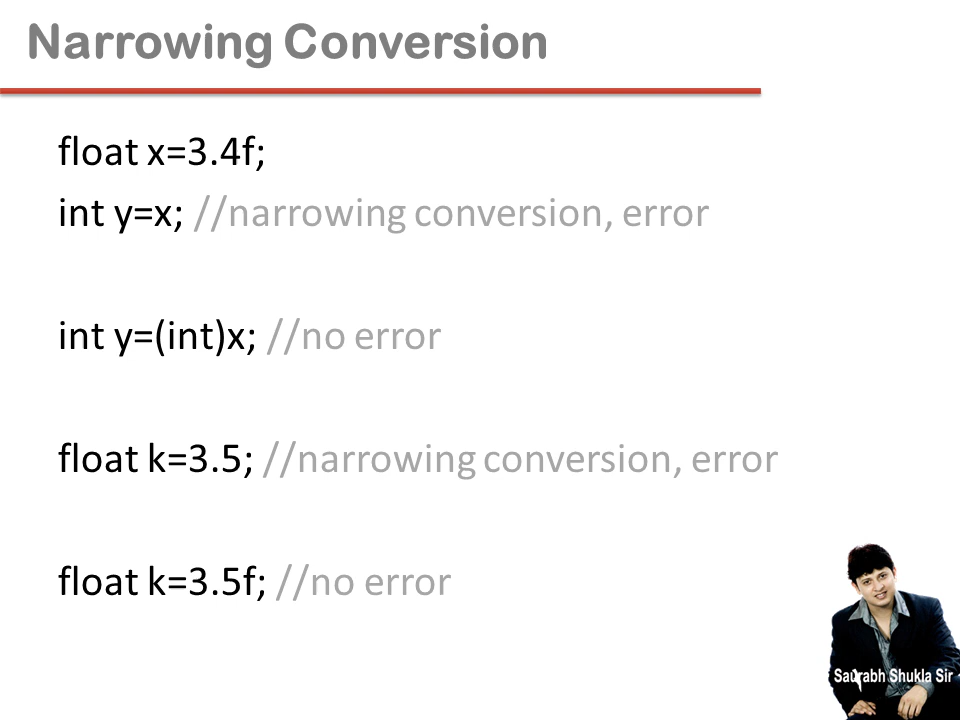 Narrowing Conversion
float x=3.4f;
int y=x; //narrowing conversion, error
int y=(int)x; //no error
float k=3.5; //narrowing conversion, error
float k=3.5f; //no error
Saurabh Shukla Sir